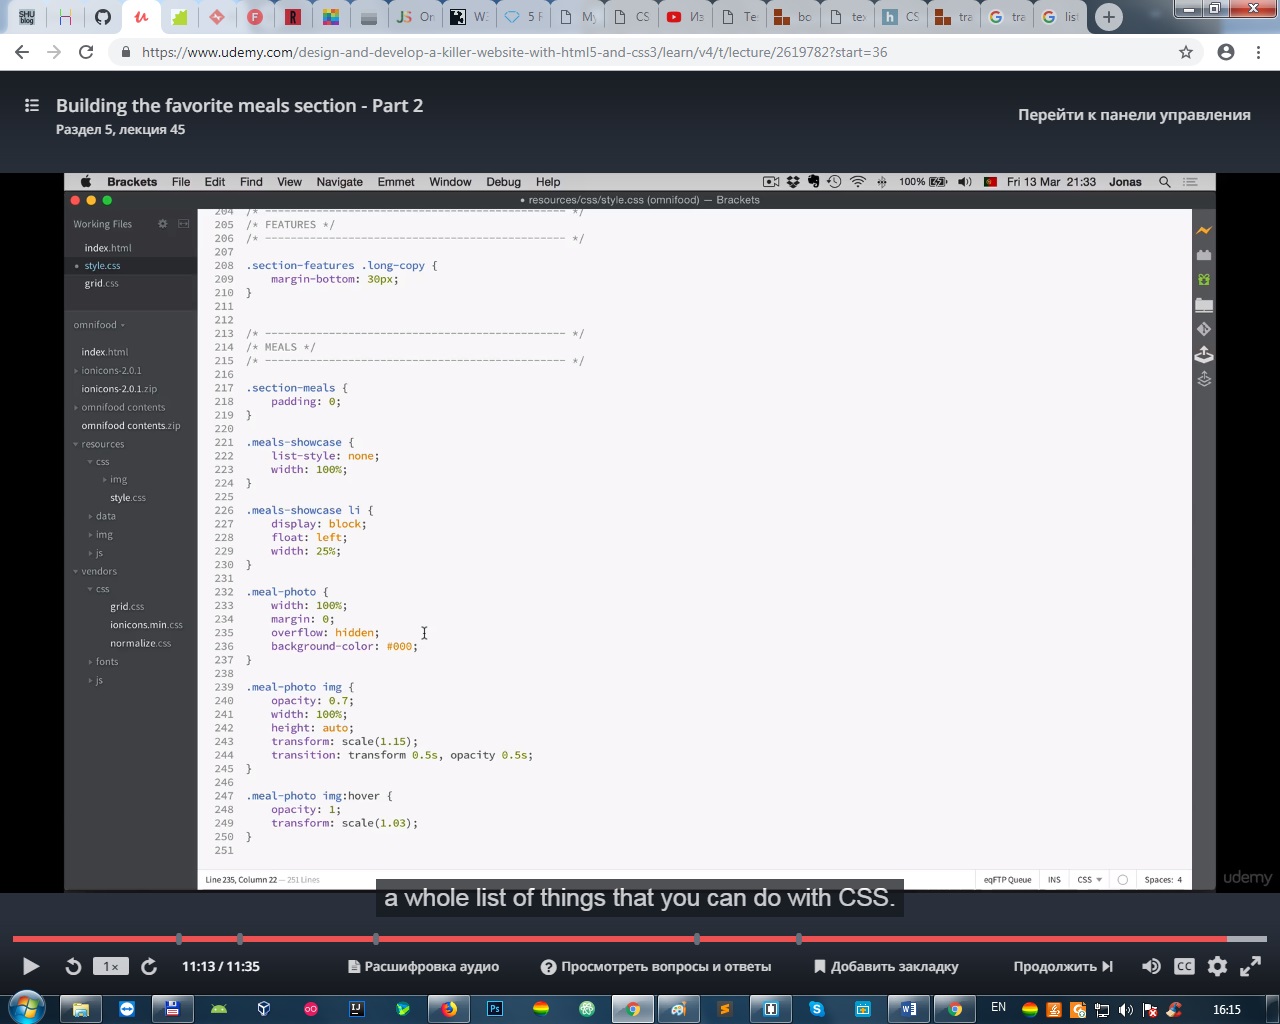 SHU blog
H
F
R
JS On
W:
5 F
My
CS
Из
Te
bo
te
h CS
tra
G tra
G list
https://www.udemy.com/design-and-develop-a-killer-website-with-html5-and-css3/learn/v4/t/lecture/2619782?start=36
Building the favorite meals section - Part 2
Раздел 5, лекция 45
Перейти к панели управления
Brackets File Edit Find View Navigate Emmet Window Debug Help
100% Fri 13 Mar 21:33 Jonas
• resources/css/style.css (omnifood) — Brackets
Working Files
index.html
• style.css
grid.css
omnifood
index.html
ionicons-2.0.1
ionicons-2.0.1.zip
omnifood contents
omnifood contents.zip
resources
css
img
style.css
data
img
js
vendors
css
grid.css
ionicons.min.css
normalize.css
fonts
js
204 /* ----------------------------------------------- */
205 /* FEATURES */
206 /* ----------------------------------------------- */
207
208 .section-features .long-copy {
209 margin-bottom: 30px;
210 }
211
212
213 /* ----------------------------------------------- */
214 /* MEALS */
215 /* ----------------------------------------------- */
216
217 .section-meals {
218 padding: 0;
219 }
220
221 .meals-showcase {
222 list-style: none;
223 width: 100%;
224 }
225
226 .meals-showcase li {
227 display: block;
228 float: left;
229 width: 25%;
230 }
231
232 .meal-photo {
233 width: 100%;
234 margin: 0;
235 overflow: hidden;
236 background-color: #000;
237 }
238
239 .meal-photo img {
240 opacity: 0.7;
241 width: 100%;
242 height: auto;
243 transform: scale(1.15);
244 transition: transform 0.5s, opacity 0.5s;
245 }
246
247 .meal-photo img:hover {
248 opacity: 1;
249 transform: scale(1.03);
250 }
251
Line 235, Column 22 — 251 Lines
eqFTP Queue INS CSS Spaces: 4
udemy
a whole list of things that you can do with CSS.
1× 11:13 / 11:35 Расшифровка аудио Просмотреть вопросы и ответы Добавить закладку Продолжить CC
IJ Ps S W EN 16:15